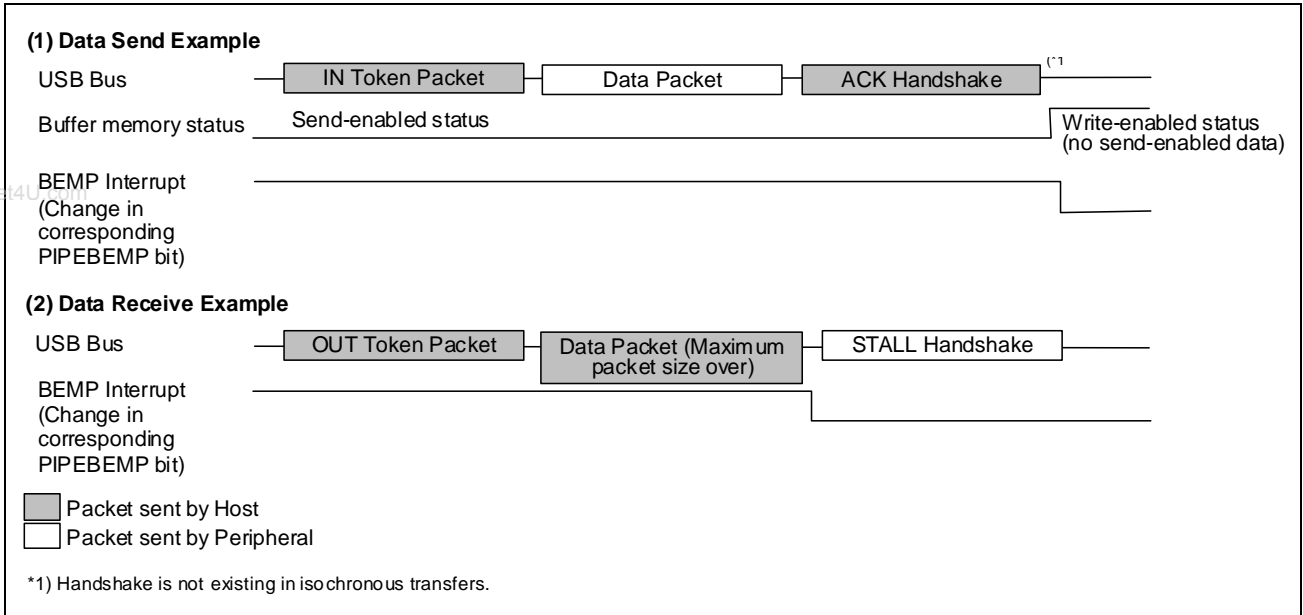 (1) Data Send Example
USB Bus
IN Token Packet
Data Packet
ACK Handshake
(*1
Buffer memory status
Send-enabled status
Write-enabled status
(no send-enabled data)
BEMP Interrupt
(Change in
corresponding
PIPEBEMP bit)
et4U.com
(2) Data Receive Example
USB Bus
OUT Token Packet
Data Packet (Maximum
packet size over)
STALL Handshake
BEMP Interrupt
(Change in
corresponding
PIPEBEMP bit)
Packet sent by Host
Packet sent by Peripheral
*1) Handshake is not existing in isochronous transfers.